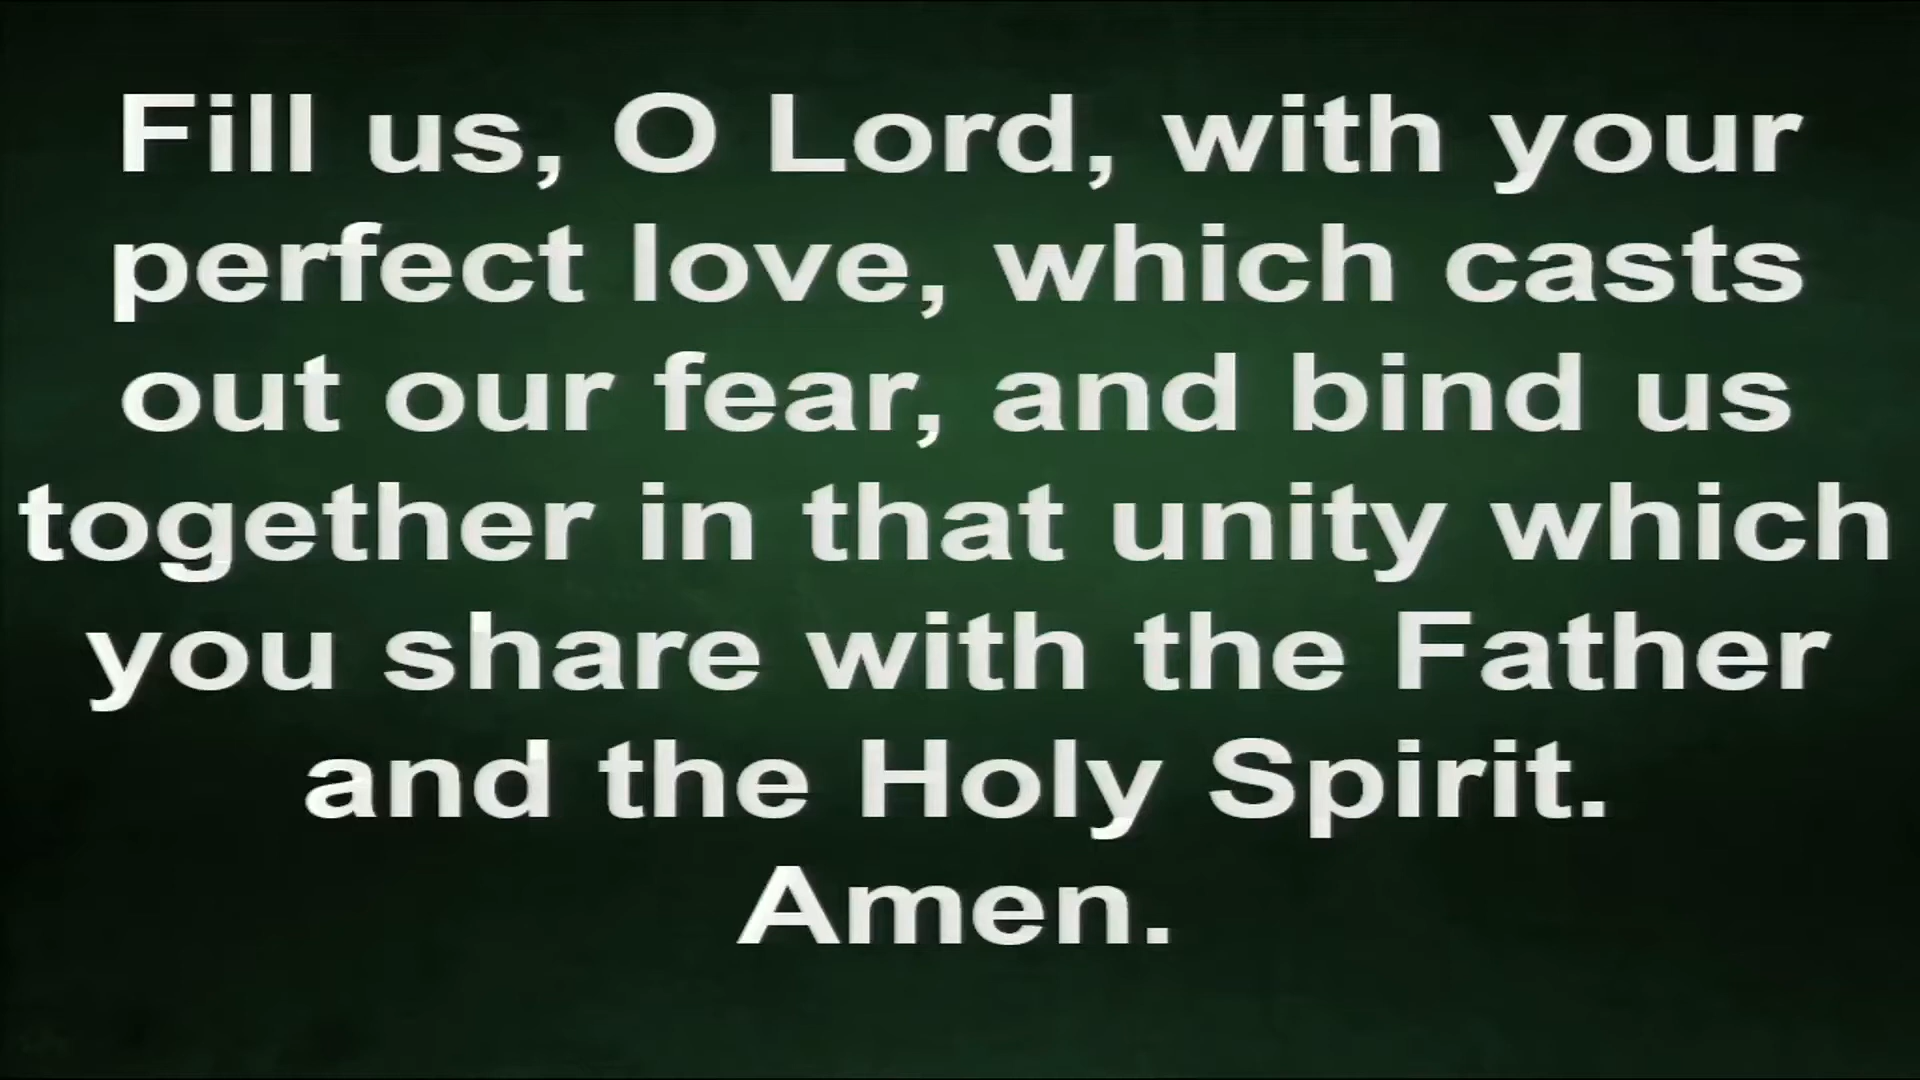 Fill us, O Lord, with your
perfect love, which casts
out our fear, and bind us
together in that unity which
you share with the Father
and the Holy Spirit.
Amen.